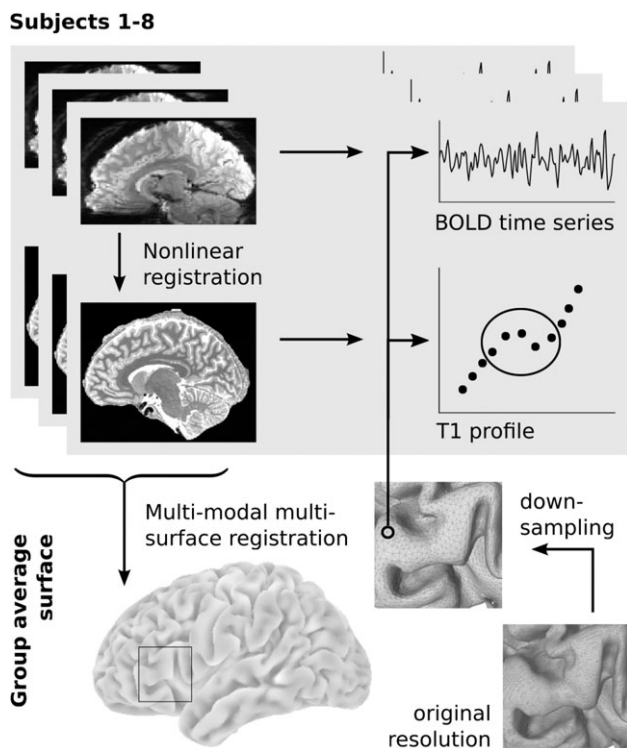 Subjects 1-8
BOLD time series
Nonlinear
registration
T1 profile
Multi-modal multi-
surface registration
down-
sampling
Group average
surface
original
resolution